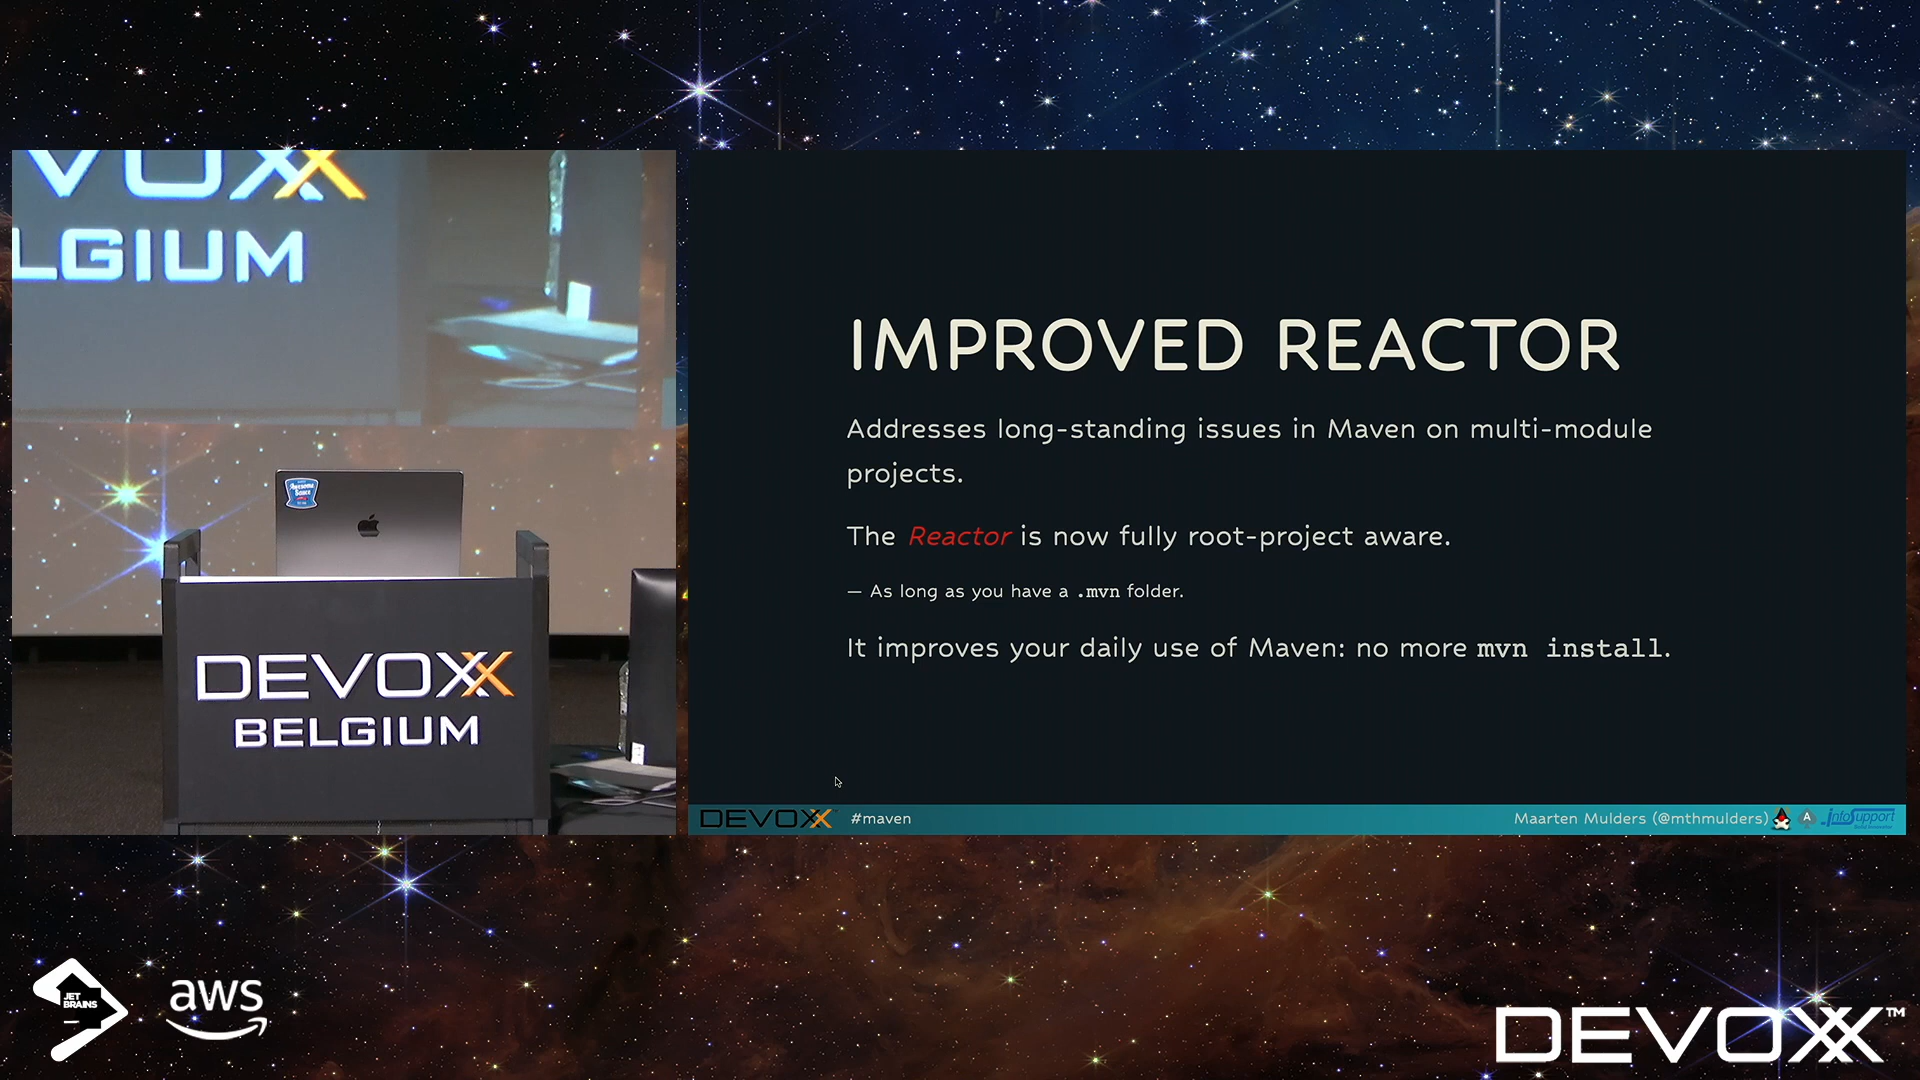 VOXX
LGIUM
DEVOXX
BELGIUM
IMPROVED REACTOR
Addresses long-standing issues in Maven on multi-module
projects.
The Reactor is now fully root-project aware.
— As long as you have a .mvn folder.
It improves your daily use of Maven: no more mvn install.
DEVOXX #maven Maarten Mulders (@mthmulders) A infoSupport
JET
BRAINS
aws
DEVOXX™